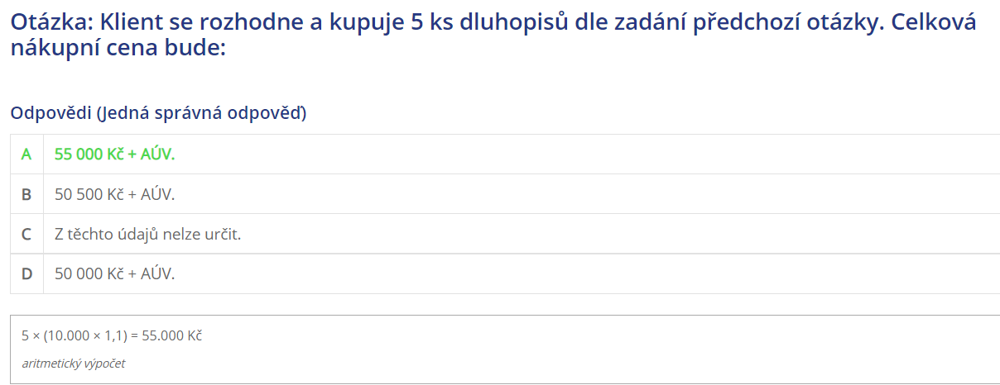 Otázka: Klient se rozhodne a kupuje 5 ks dluhopisů dle zadání předchozí otázky. Celková
nákupní cena bude:
Odpovědi (Jedná správná odpověď)
A 55 000 Kč + AÚV.
B 50 500 Kč + AÚV.
C Z těchto údajů nelze určit.
D 50 000 Kč + AÚV.
5 × (10.000 × 1,1) = 55.000 Kč
aritmetický výpočet